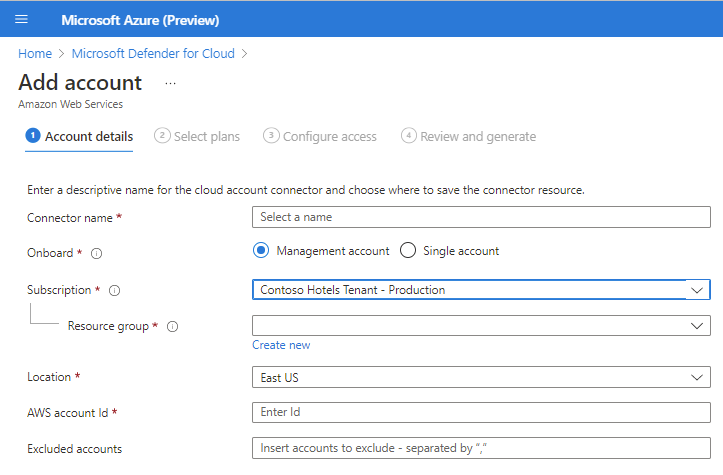 Microsoft Azure (Preview)
Home > Microsoft Defender for Cloud >
Add account ...
Amazon Web Services
1 Account details 2 Select plans 3 Configure access 4 Review and generate
Enter a descriptive name for the cloud account connector and choose where to save the connector resource.
Connector name * Select a name
Onboard * Management account Single account
Subscription * Contoso Hotels Tenant - Production
Resource group *
Create new
Location * East US
AWS account Id * Enter Id
Excluded accounts Insert accounts to exclude - separated by “,”